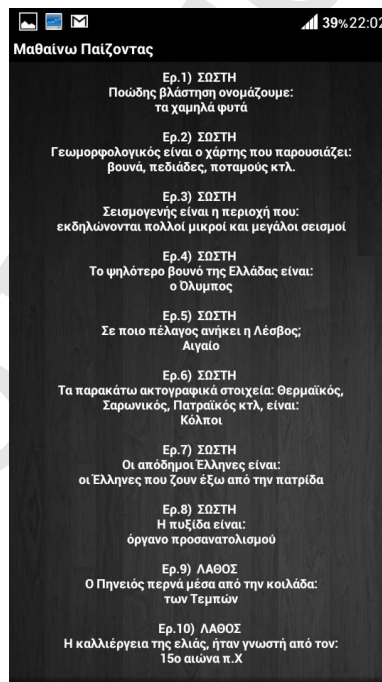 39% 22:02
Μαθαίνω Παίζοντας
Ερ.1) ΣΩΣΤΗ
Ποώδης βλάστηση ονομάζουμε:
τα χαμηλά φυτά
Ερ.2) ΣΩΣΤΗ
Γεωμορφολογικός είναι ο χάρτης που παρουσιάζει:
βουνά, πεδιάδες, ποταμούς κτλ.
Ερ.3) ΣΩΣΤΗ
Σεισμογενής είναι η περιοχή που:
εκδηλώνονται πολλοί μικροί και μεγάλοι σεισμοί
Ερ.4) ΣΩΣΤΗ
Το ψηλότερο βουνό της Ελλάδας είναι:
ο Όλυμπος
Ερ.5) ΣΩΣΤΗ
Σε ποιο πέλαγος ανήκει η Λέσβος;
Αιγαίο
Ερ.6) ΣΩΣΤΗ
Τα παρακάτω ακτογραφικά στοιχεία: Θερμαϊκός,
Σαρωνικός, Πατραϊκός κτλ, είναι:
Κόλποι
Ερ.7) ΣΩΣΤΗ
Οι απόδημοι Έλληνες είναι:
οι Έλληνες που ζουν έξω από την πατρίδα
Ερ.8) ΣΩΣΤΗ
Η πυξίδα είναι:
όργανο προσανατολισμού
Ερ.9) ΛΑΘΟΣ
Ο Πηνειός περνά μέσα από την κοιλάδα:
των Τεμπών
Ερ.10) ΛΑΘΟΣ
Η καλλιέργεια της ελιάς, ήταν γνωστή από τον:
15ο αιώνα π.Χ